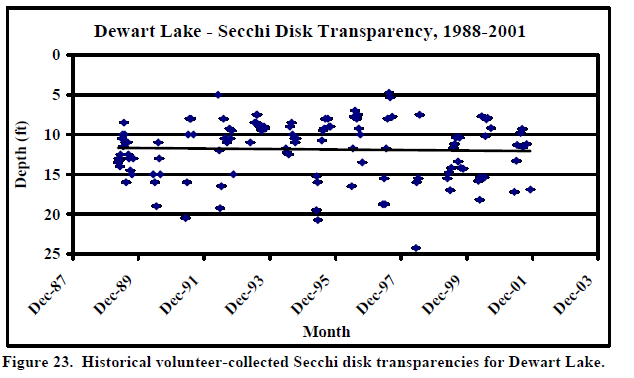 Dewart Lake - Secchi Disk Transparency, 1988-2001
Depth (ft)
0
5
10
15
20
25
Dec-87
Dec-89
Dec-91
Dec-93
Dec-95
Dec-97
Dec-99
Dec-01
Dec-03
Month
Figure 23. Historical volunteer-collected Secchi disk transparencies for Dewart Lake.